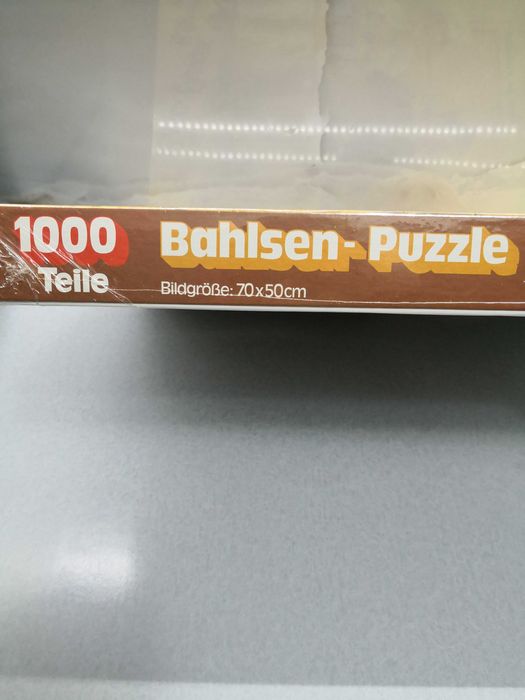 1000 Bahlsen-Puzzle
Teile Bildgröße: 70x50cm